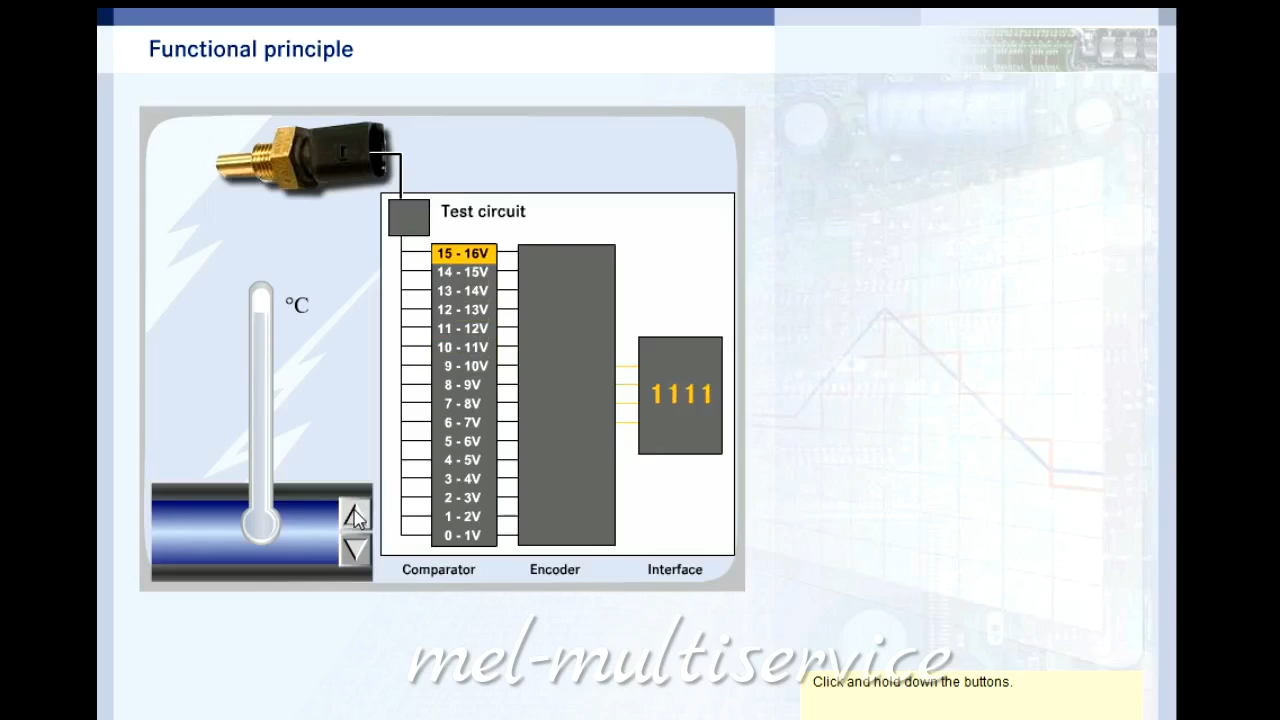 Functional principle
Test circuit
°C
15 - 16V
14 - 15V
13 - 14V
12 - 13V
11 - 12V
10 - 11V
9 - 10V
8 - 9V
7 - 8V
6 - 7V
5 - 6V
4 - 5V
3 - 4V
2 - 3V
1 - 2V
0 - 1V
1111
Comparator Encoder Interface
mel-multiservice
Click and hold down the buttons.